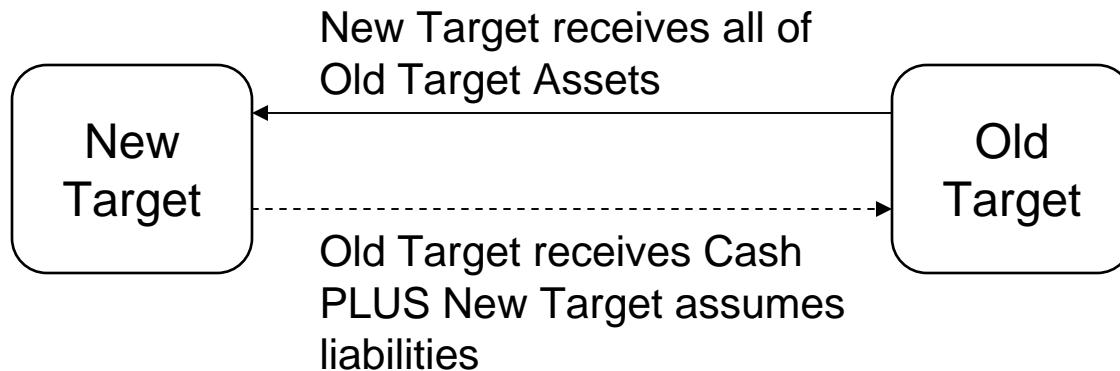 New Target receives all of
Old Target Assets
New
Target
Old
Target
Old Target receives Cash
PLUS New Target assumes
liabilities